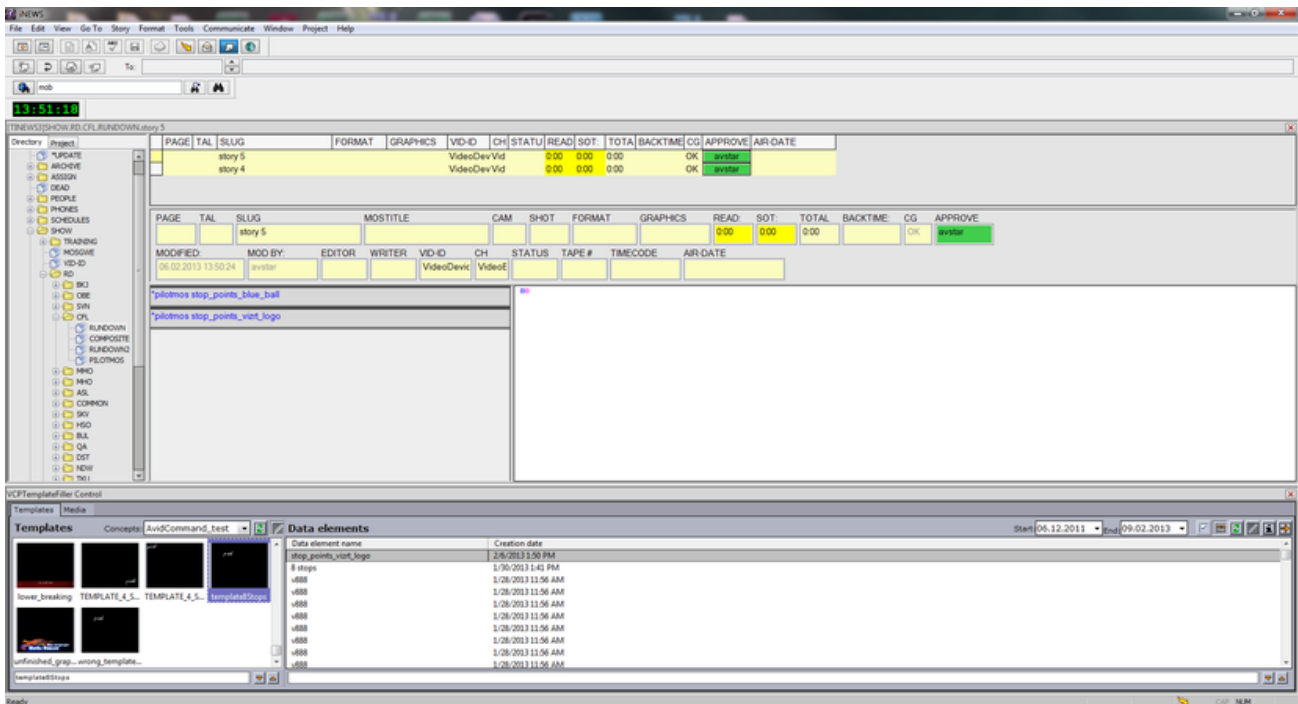 iNEWS
File Edit View Go To Story Format Tools Communicate Window Project Help
To:
mob
13:51:18
[TINEWS3]SHOW.RD.CFL.RUNDOWN.story 5
Directory Project
*UPDATE
ARCHIVE
ASSIGN
DEAD
PEOPLE
PHONES
SCHEDULES
SHOW
TRAINING
MOSGWE
VID-ID
RD
BKJ
OBE
SVN
CFL
RUNDOWN
COMPOSITE
RUNDOWN2
PILOTMOS
MMO
MHO
ASL
COMMON
SKV
HSO
BUL
QA
DST
NDW
PAGE TAL SLUG FORMAT GRAPHICS VID-ID CH STATU READ SOT: TOTA BACKTIME CG APPROVE AIR-DATE
story 5 VideoDev Vid 0:00 0:00 0:00 OK avstar
story 4 VideoDev Vid 0:00 0:00 0:00 OK avstar
PAGE TAL SLUG MOSTITLE CAM SHOT FORMAT GRAPHICS READ: SOT: TOTAL BACKTIME: CG APPROVE
story 5 0:00 0:00 0:00 OK avstar
MODIFIED: MOD BY: EDITOR WRITER VID-ID CH STATUS TAPE # TIMECODE AIR-DATE
06.02.2013 13:50:24 avstar VideoDevic VideoE
*pilotmos stop_points_blue_ball
*pilotmos stop_points_vizrt_logo
VCPTemplateFiller Control
Templates Media
Templates Concepts: AvidCommand_test
lower_breaking TEMPLATE_4_S... TEMPLATE_4_S... template8Stops
unfinished_grap... wrong_template...
template8Stops
Data elements Start: 06.12.2011 End: 09.02.2013
Data element name Creation date
stop_points_vizrt_logo 2/6/2013 1:50 PM
8 stops 1/30/2013 1:41 PM
v888 1/28/2013 11:56 AM
v888 1/28/2013 11:56 AM
v888 1/28/2013 11:56 AM
v888 1/28/2013 11:56 AM
v888 1/28/2013 11:56 AM
v888 1/28/2013 11:56 AM
v888 1/28/2013 11:56 AM
v888 1/28/2013 11:56 AM
Ready CAP NUM